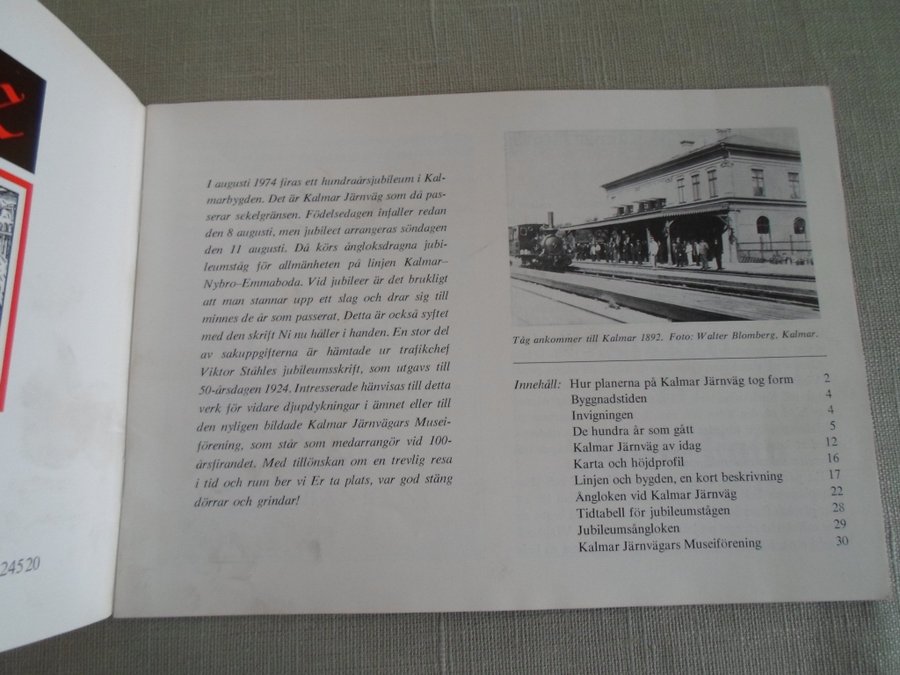 I augusti 1974 firas ett hundraårsjubileum i Kal-
marbygden. Det är Kalmar Järnväg som då pas-
serar sekelgränsen. Födelsedagen infaller redan
den 8 augusti, men jubileet arrangeras söndagen
den 11 augusti. Då körs ångloksdragna jubi-
leumståg för allmänheten på linjen Kalmar–
Nybro–Emmaboda. Vid jubileer är det brukligt
att man stannar upp ett slag och drar sig till
minnes de år som passerat. Detta är också syftet
med den skrift Ni nu håller i handen. En stor del
av sakuppgifterna är hämtade ur trafikchef
Viktor Ståhles jubileumsskrift, som utgavs till
50-årsdagen 1924. Intresserade hänvisas till detta
verk för vidare djupdykningar i ämnet eller till
den nyligen bildade Kalmar Järnvägars Musei-
förening, som står som medarrangör vid 100-
årsfirandet. Med tillönskan om en trevlig resa
i tid och rum ber vi Er ta plats, var god stäng
dörrar och grindar!
Tåg ankommer till Kalmar 1892. Foto: Walter Blomberg, Kalmar.
Innehåll: Hur planerna på Kalmar Järnväg tog form 2
Byggnadstiden 4
Invigningen 4
De hundra år som gått 5
Kalmar Järnväg av idag 12
Karta och höjdprofil 16
Linjen och bygden, en kort beskrivning 17
Ångloken vid Kalmar Järnväg 22
Tidtabell för jubileumstågen 28
Jubileumsångloken 29
Kalmar Järnvägars Museiförening 30
24520